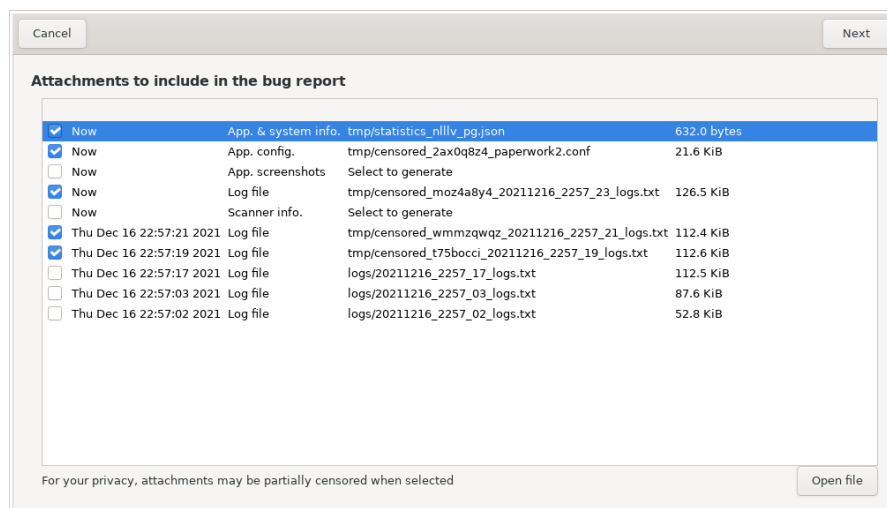 Cancel Next
Attachments to include in the bug report
Now App. & system info. tmp/statistics_nlllv_pg.json 632.0 bytes
Now App. config. tmp/censored_2ax0q8z4_paperwork2.conf 21.6 KiB
Now App. screenshots Select to generate
Now Log file tmp/censored_moz4a8y4_20211216_2257_23_logs.txt 126.5 KiB
Now Scanner info. Select to generate
Thu Dec 16 22:57:21 2021 Log file tmp/censored_wmmzqwqz_20211216_2257_21_logs.txt 112.4 KiB
Thu Dec 16 22:57:19 2021 Log file tmp/censored_t75bocci_20211216_2257_19_logs.txt 112.6 KiB
Thu Dec 16 22:57:17 2021 Log file logs/20211216_2257_17_logs.txt 112.5 KiB
Thu Dec 16 22:57:03 2021 Log file logs/20211216_2257_03_logs.txt 87.6 KiB
Thu Dec 16 22:57:02 2021 Log file logs/20211216_2257_02_logs.txt 52.8 KiB
For your privacy, attachments may be partially censored when selected Open file